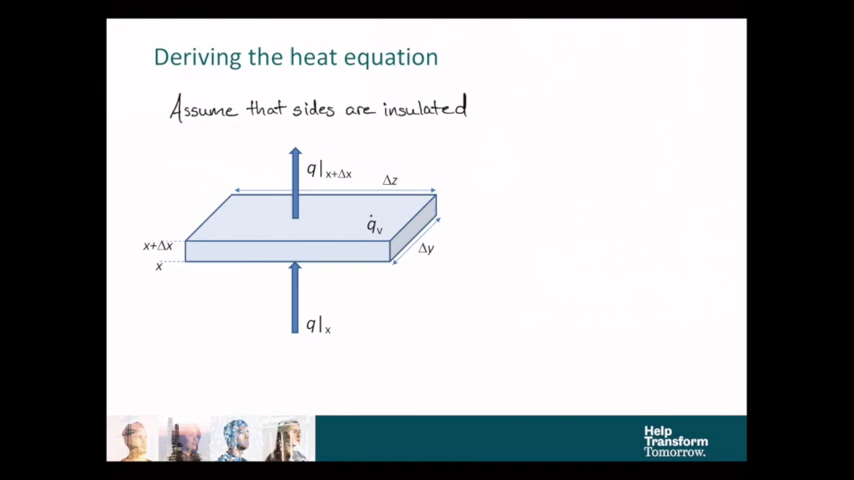 Deriving the heat equation
Assume that sides are insulated
q|x+Δx
Δz
q̇v
x+Δx
x
Δy
q|x
Help
Transform
Tomorrow.